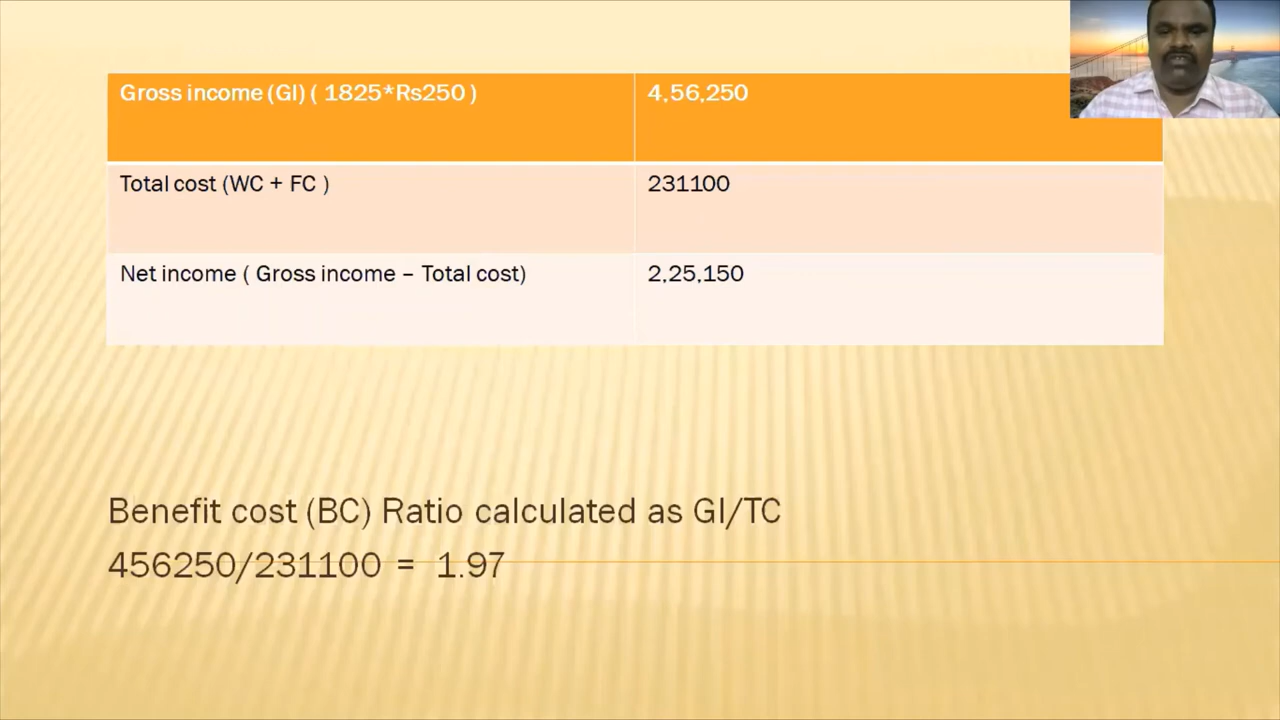 Gross income (GI) ( 1825*Rs250 ) 4,56,250
Total cost (WC + FC ) 231100
Net income ( Gross income – Total cost) 2,25,150
Benefit cost (BC) Ratio calculated as GI/TC
456250/231100 = 1.97